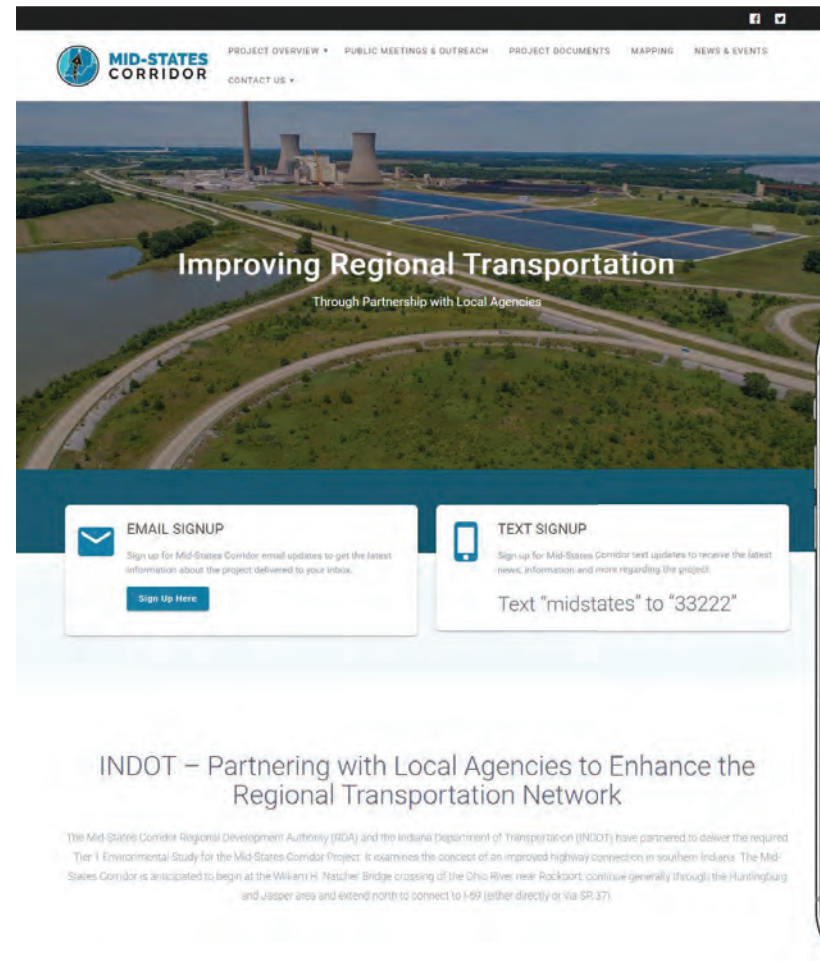 MID-STATES
CORRIDOR
PROJECT OVERVIEW ▾ PUBLIC MEETINGS & OUTREACH PROJECT DOCUMENTS MAPPING NEWS & EVENTS
CONTACT US ▾
Improving Regional Transportation
Through Partnership with Local Agencies
EMAIL SIGNUP
Sign up for Mid-States Corridor email updates to get the latest
information about the project delivered to your inbox.
Sign Up Here
TEXT SIGNUP
Sign up for Mid-States Corridor text updates to receive the latest
news, information and more regarding the project.
Text “midstates” to “33222”
INDOT – Partnering with Local Agencies to Enhance the
Regional Transportation Network
The Mid-States Corridor Regional Development Authority (RDA) and the Indiana Department of Transportation (INDOT) have partnered to deliver the required
Tier 1 Environmental Study for the Mid-States Corridor Project. It examines the concept of an improved highway connection in southern Indiana. The Mid-
States Corridor is anticipated to begin at the William H. Natcher Bridge crossing of the Ohio River near Rockport, continue generally through the Huntingburg
and Jasper area and extend north to connect to I-69 (either directly or via SR 37).